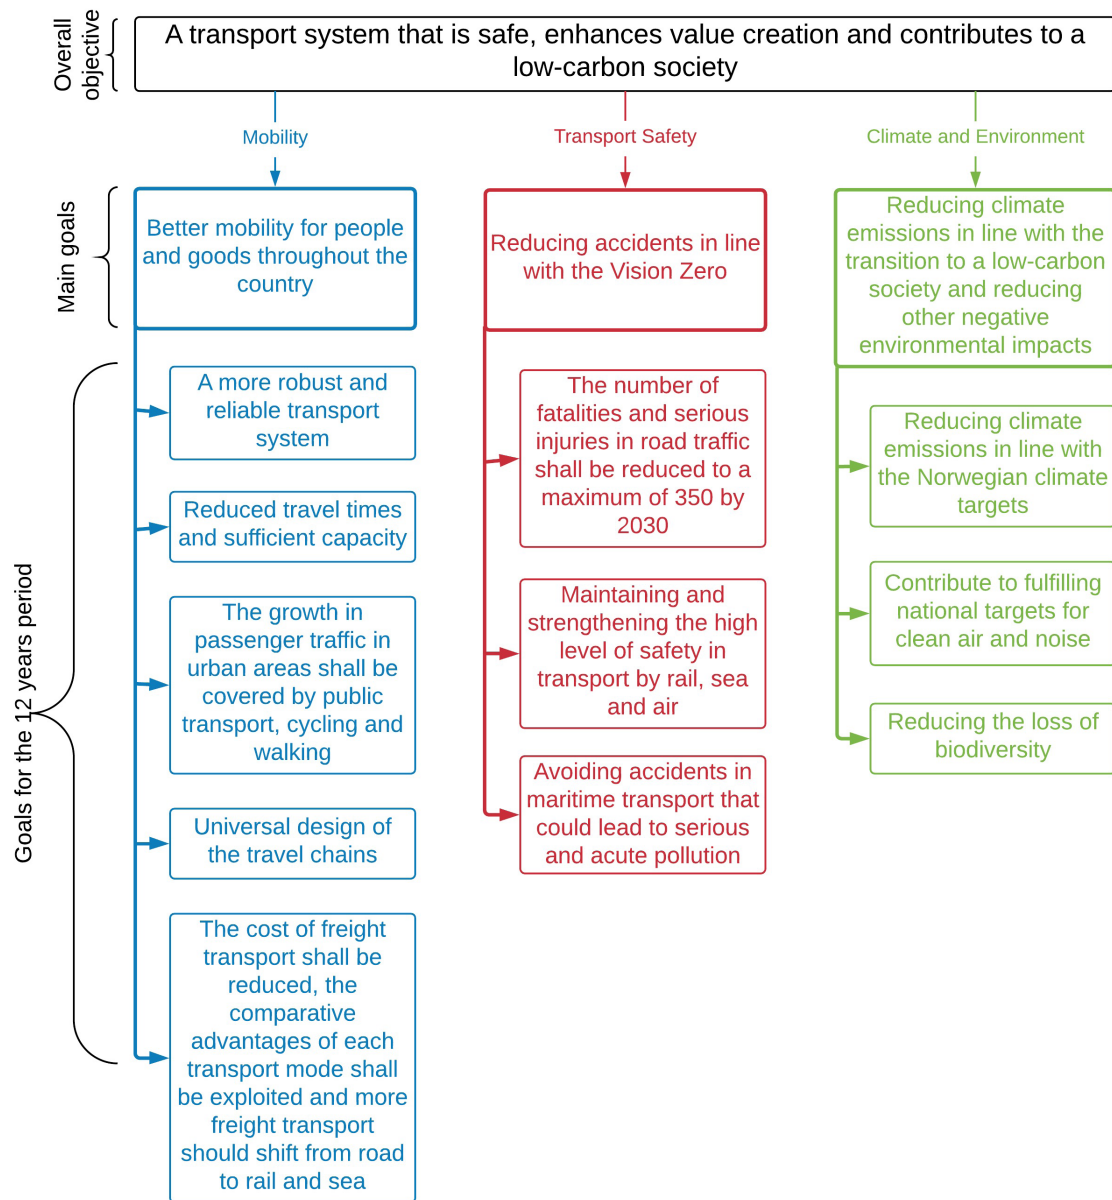 Overall
objective
A transport system that is safe, enhances value creation and contributes to a
low-carbon society
Mobility
Transport Safety
Climate and Environment
Main goals
Better mobility for people
and goods throughout the
country
Reducing accidents in line
with the Vision Zero
Reducing climate
emissions in line with the
transition to a low-carbon
society and reducing
other negative
environmental impacts
Goals for the 12 years period
A more robust and
reliable transport
system
Reduced travel times
and sufficient capacity
The growth in
passenger traffic in
urban areas shall be
covered by public
transport, cycling and
walking
Universal design of
the travel chains
The cost of freight
transport shall be
reduced, the
comparative
advantages of each
transport mode shall
be exploited and more
freight transport
should shift from road
to rail and sea
The number of
fatalities and serious
injuries in road traffic
shall be reduced to a
maximum of 350 by
2030
Maintaining and
strengthening the high
level of safety in
transport by rail, sea
and air
Avoiding accidents in
maritime transport that
could lead to serious
and acute pollution
Reducing climate
emissions in line with
the Norwegian climate
targets
Contribute to fulfilling
national targets for
clean air and noise
Reducing the loss of
biodiversity